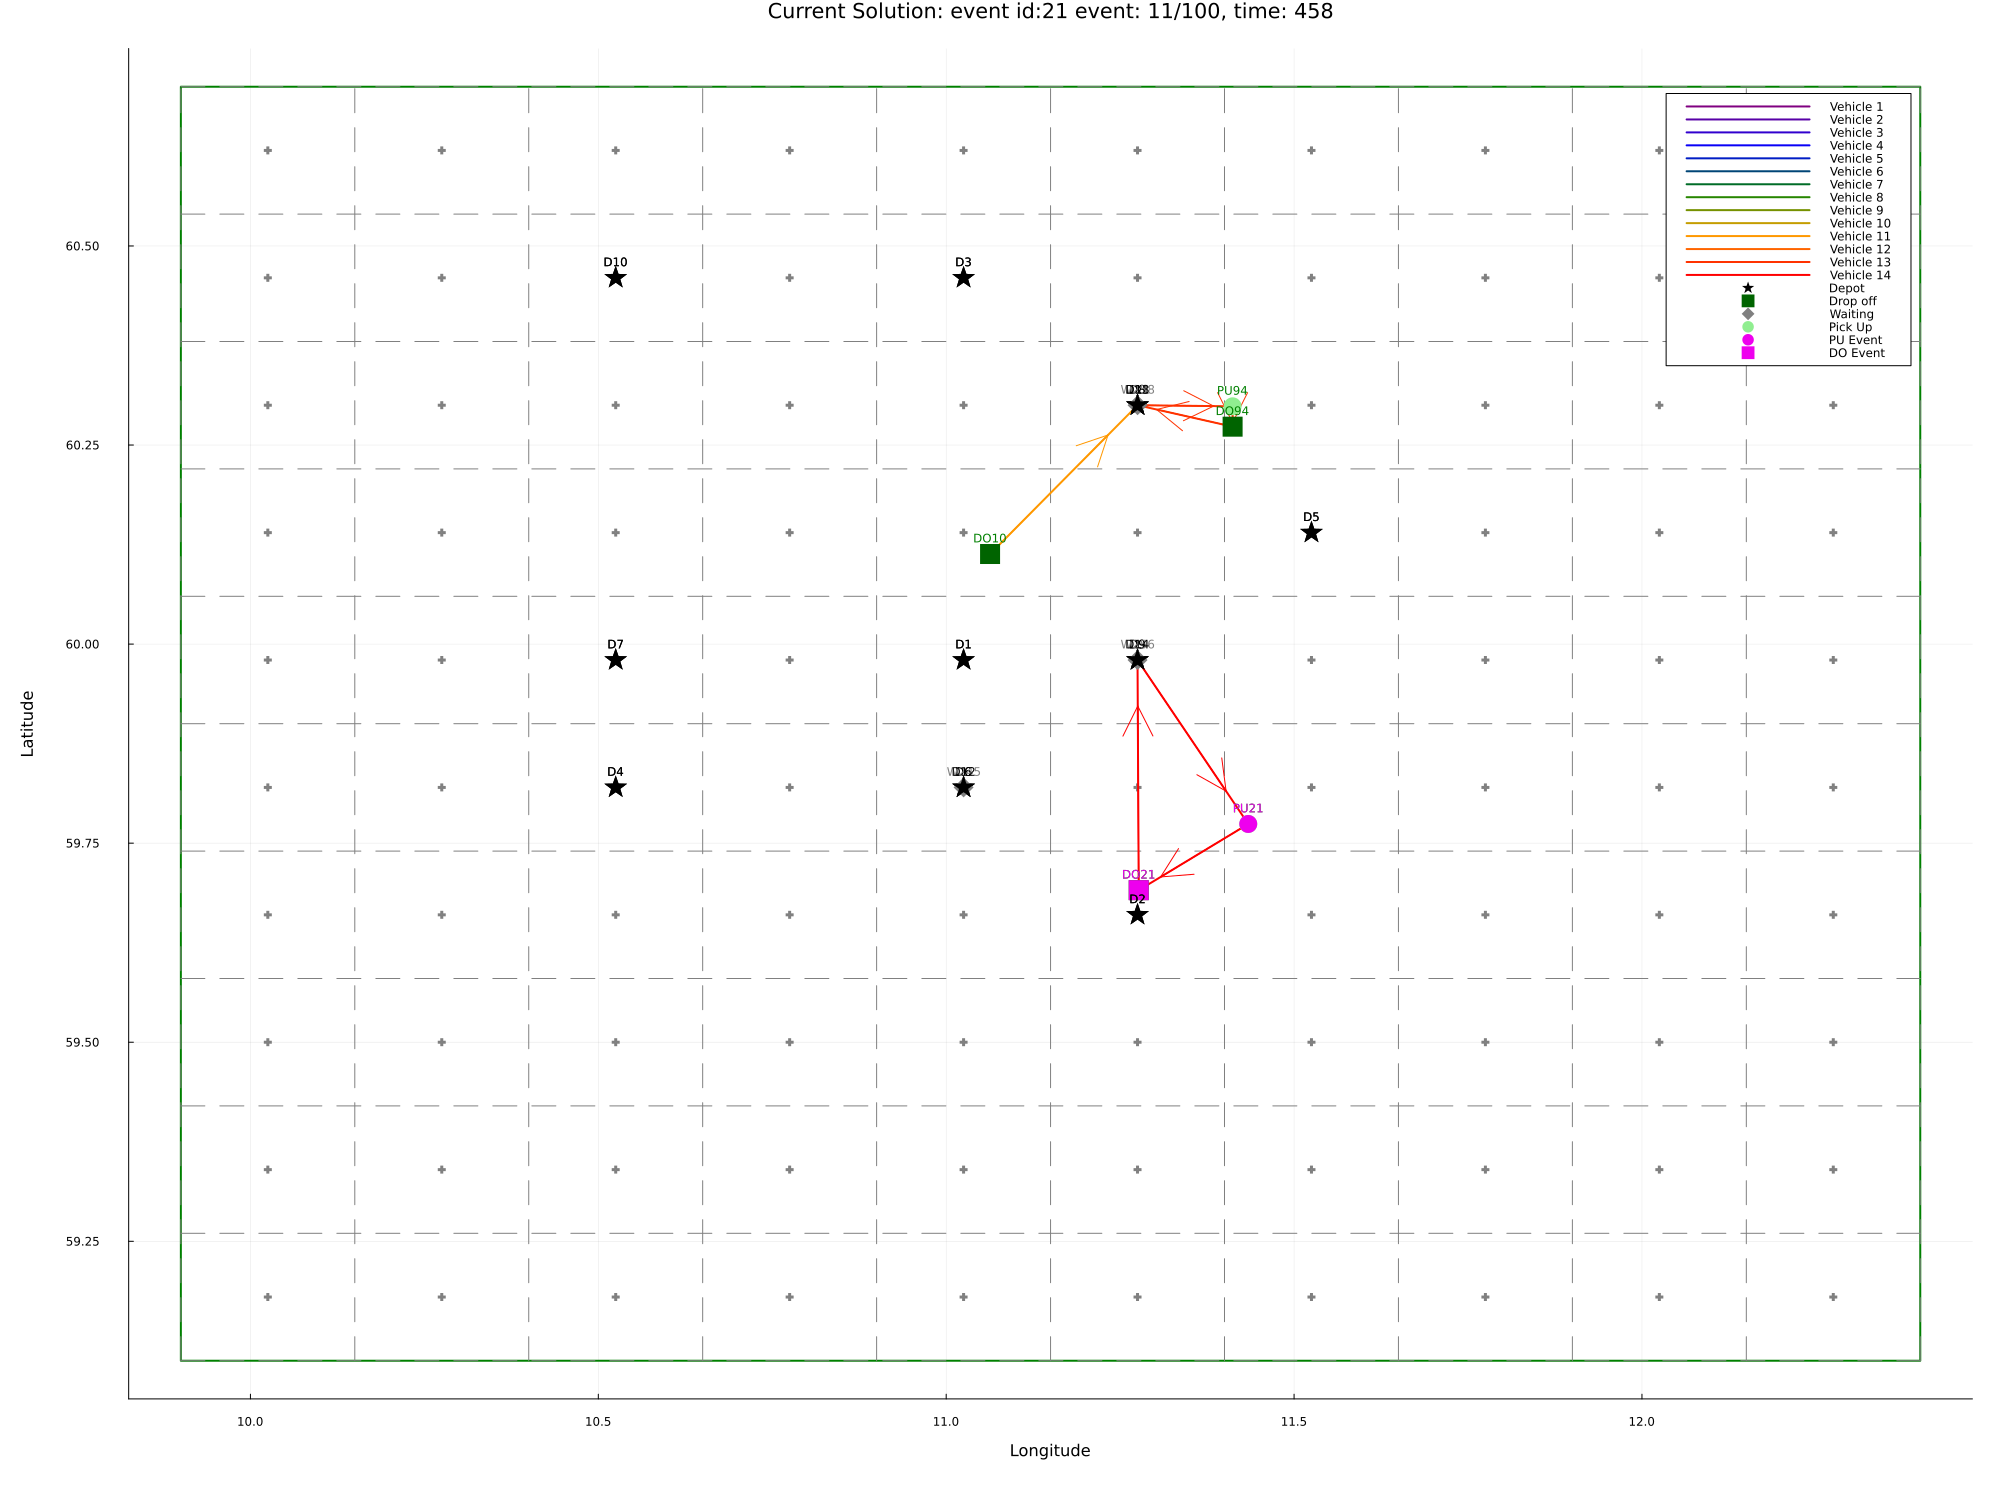 Current Solution: event id:21 event: 11/100, time: 458
Vehicle 1
Vehicle 2
Vehicle 3
Vehicle 4
Vehicle 5
Vehicle 6
Vehicle 7
Vehicle 8
Vehicle 9
Vehicle 10
Vehicle 11
Vehicle 12
Vehicle 13
Vehicle 14
Depot
Drop off
Waiting
Pick Up
PU Event
DO Event
60.50
D10
D3
PU94
DO94
60.25
D5
DO10
60.00
D7
D1
D4
PU21
59.75
DO21
D2
59.50
59.25
10.0
10.5
11.0
11.5
12.0
Longitude
Latitude